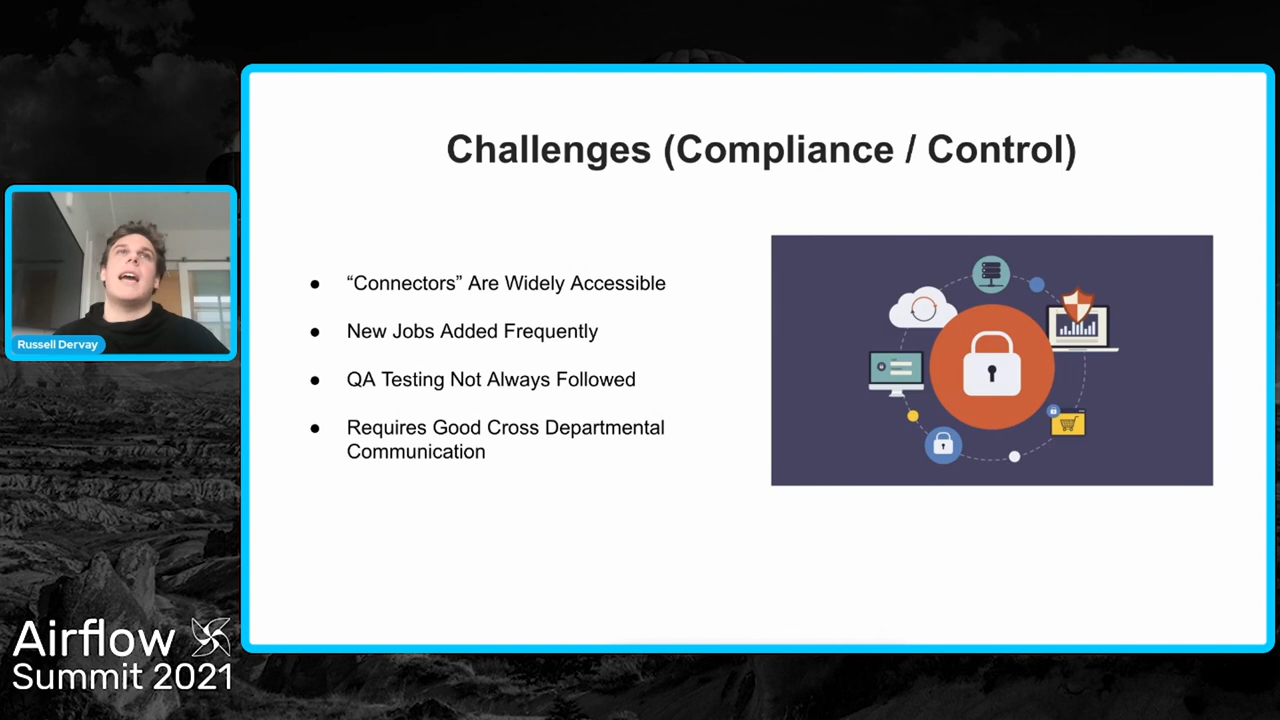 Challenges (Compliance / Control)
● “Connectors” Are Widely Accessible
● New Jobs Added Frequently
● QA Testing Not Always Followed
● Requires Good Cross Departmental
Communication
Russell Dervay
Airflow
Summit 2021